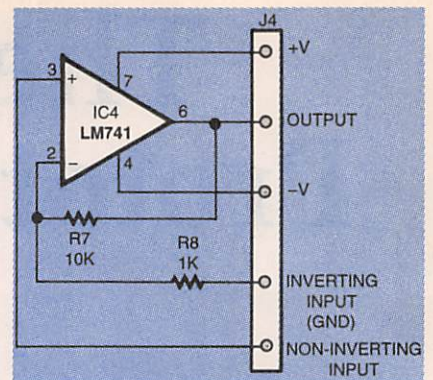 J4
+V
3
+
7
IC4
LM741
6
OUTPUT
2
−
4
−V
R7
10K
R8
1K
INVERTING
INPUT
(GND)
NON-INVERTING
INPUT